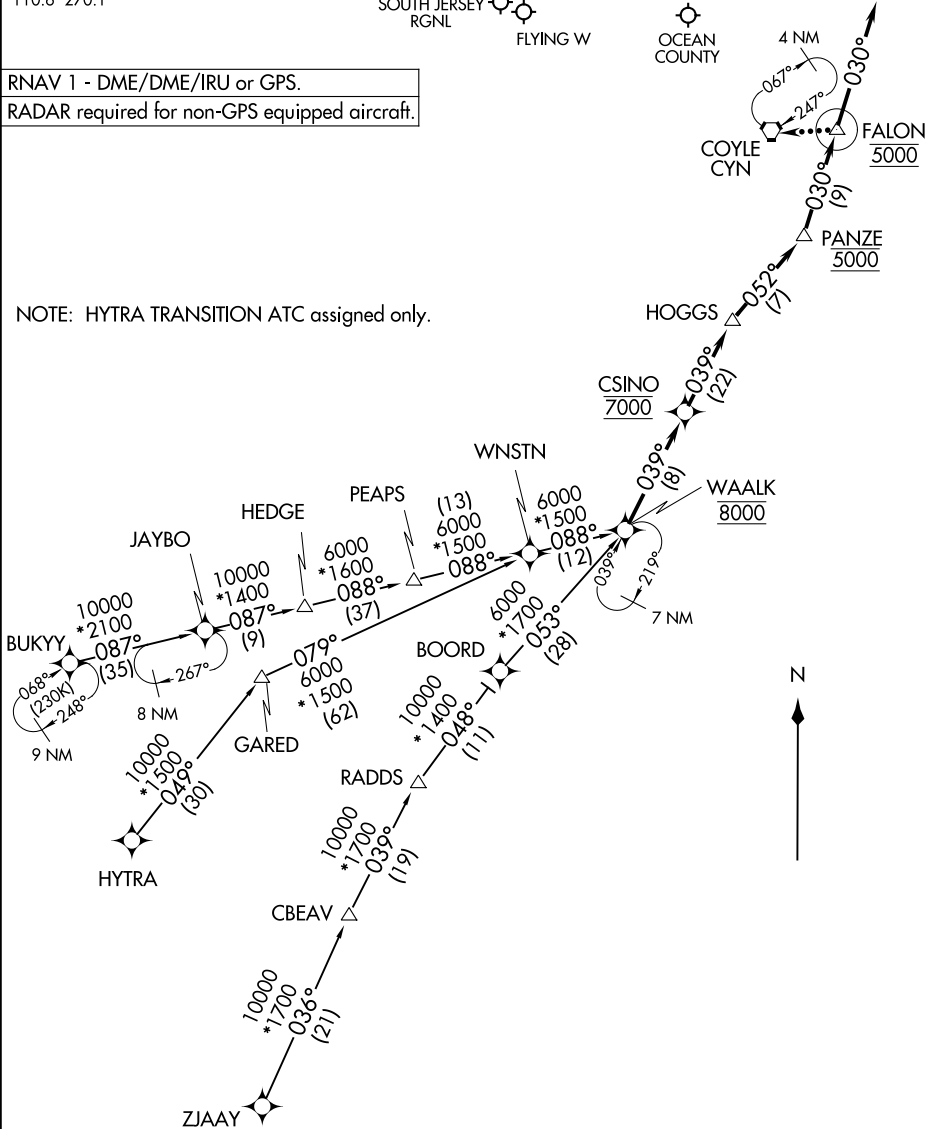 SOUTH JERSEY
RGNL
FLYING W
OCEAN
COUNTY
4 NM
067°
247°
030°
RNAV 1 - DME/DME/IRU or GPS.
RADAR required for non-GPS equipped aircraft.
COYLE
CYN
FALON
5000
030°
(9)
PANZE
5000
052°
(7)
NOTE: HYTRA TRANSITION ATC assigned only.
HOGGS
039°
(22)
CSINO
7000
039°
(8)
WAALK
8000
039°
219°
7 NM
WNSTN
6000
*1500
088°
(12)
PEAPS
(13)
6000
*1500
088°
HEDGE
6000
*1600
088°
(37)
JAYBO
10000
*1400
087°
(9)
267°
8 NM
BUKYY
10000
*2100
087°
(35)
068°
(230K)
248°
9 NM
079°
6000
*1500
(62)
GARED
10000
*1500
049°
(30)
HYTRA
6000
*1700
053°
(28)
BOORD
10000
*1400
048°
(11)
RADDS
10000
*1700
039°
(19)
CBEAV
10000
*1700
036°
(21)
ZJAAY
N